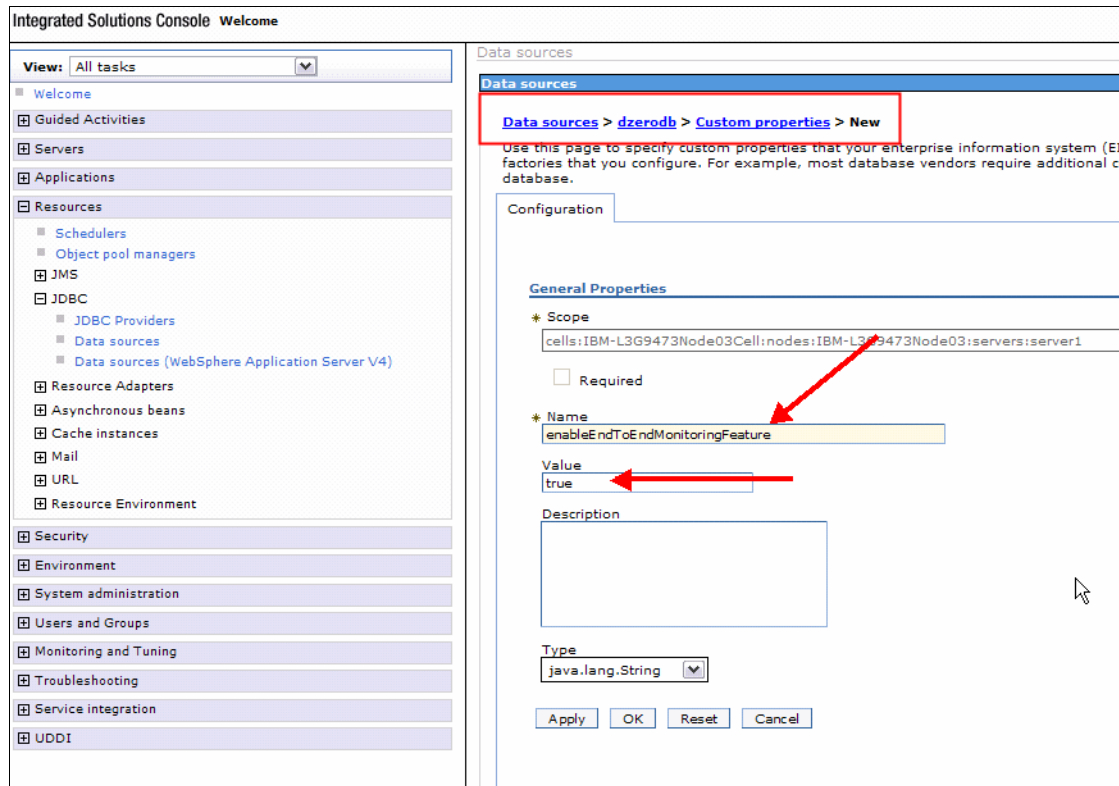 Integrated Solutions Console Welcome
View: All tasks
Welcome
Guided Activities
Servers
Applications
Resources
Schedulers
Object pool managers
JMS
JDBC
JDBC Providers
Data sources
Data sources (WebSphere Application Server V4)
Resource Adapters
Asynchronous beans
Cache instances
Mail
URL
Resource Environment
Security
Environment
System administration
Users and Groups
Monitoring and Tuning
Troubleshooting
Service integration
UDDI
Data sources
Data sources
Data sources > dzerodb > Custom properties > New
Use this page to specify custom properties that your enterprise information system (EI
factories that you configure. For example, most database vendors require additional c
database.
Configuration
General Properties
Scope
cells:IBM-L3G9473Node03Cell:nodes:IBM-L3G9473Node03:servers:server1
Required
Name
enableEndToEndMonitoringFeature
Value
true
Description
Type
java.lang.String
Apply OK Reset Cancel